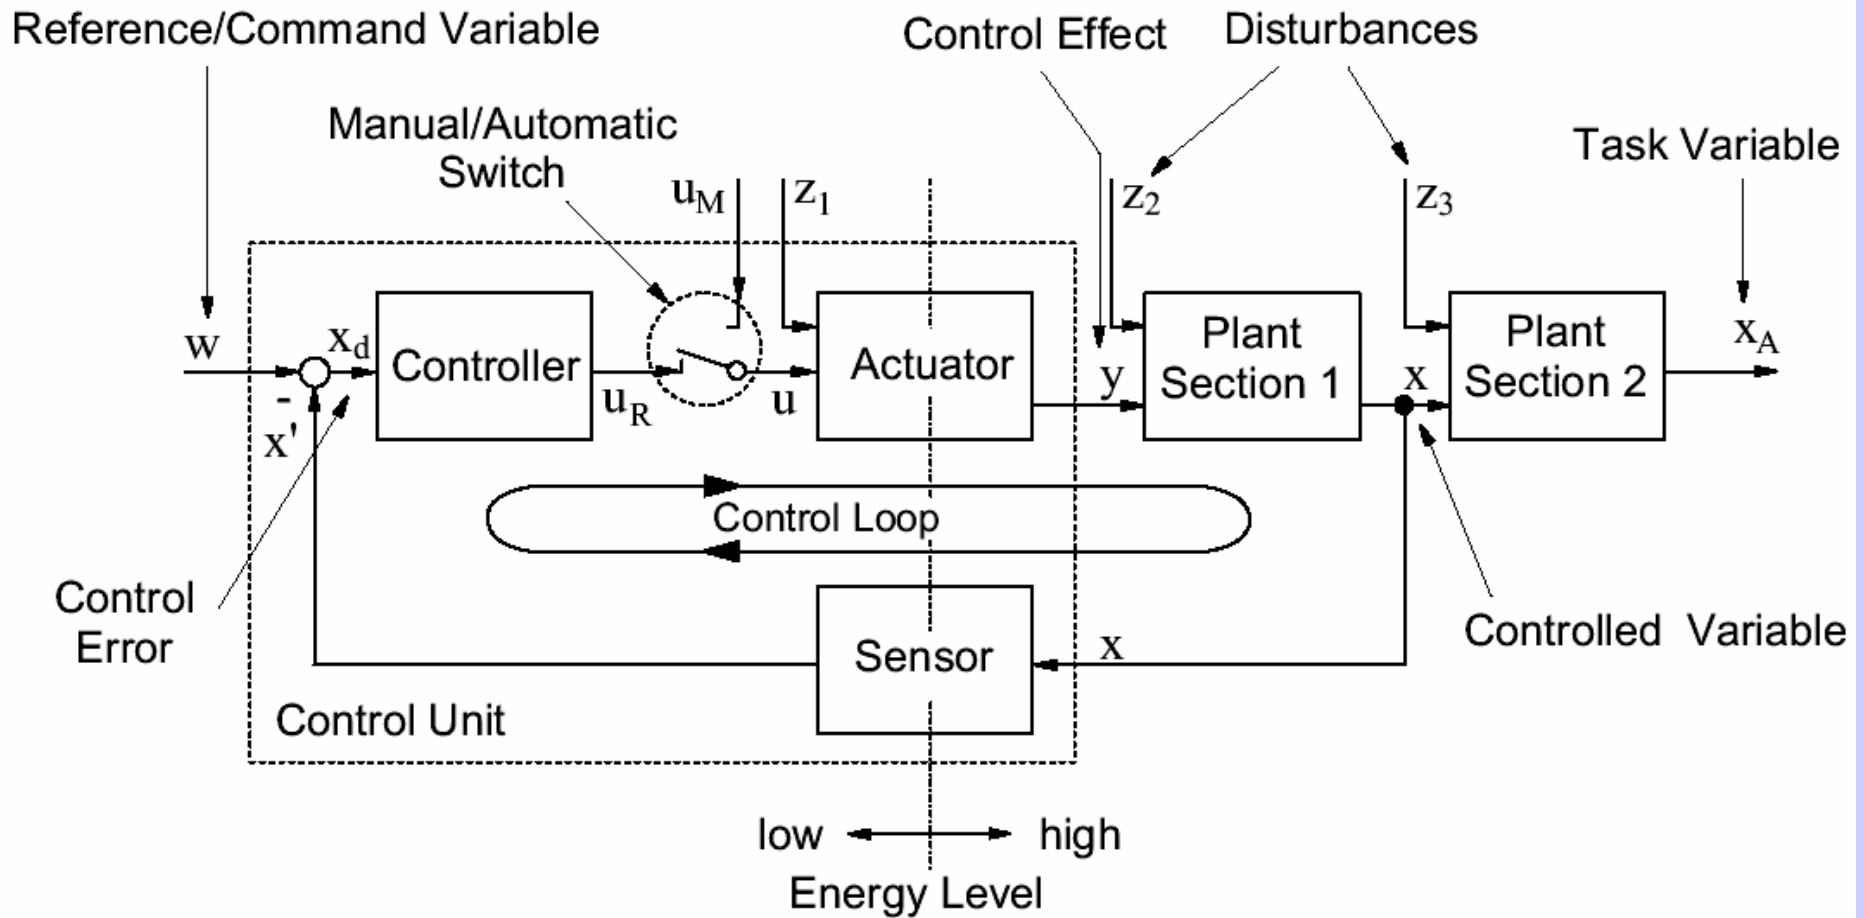 Reference/Command Variable
Control Effect
Disturbances
Manual/Automatic
Switch
Task Variable
uM
z1
z2
z3
w
xd
Controller
uR
u
Actuator
y
Plant
Section 1
x
Plant
Section 2
xA
-
x'
Control Loop
Control
Error
Sensor
x
Controlled Variable
Control Unit
low
high
Energy Level